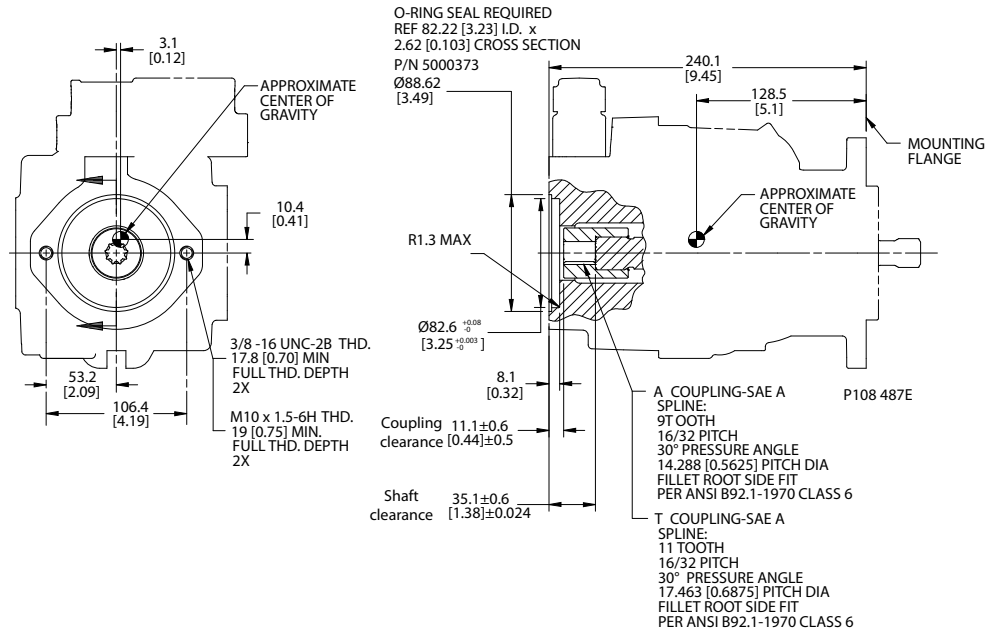 O-RING SEAL REQUIRED
REF 82.22 [3.23] I.D. x
2.62 [0.103] CROSS SECTION
P/N 5000373
Ø88.62
[3.49]
3.1
[0.12]
APPROXIMATE
CENTER OF
GRAVITY
240.1
[9.45]
128.5
[5.1]
MOUNTING
FLANGE
10.4
[0.41]
APPROXIMATE
CENTER OF
GRAVITY
R1.3 MAX
Ø82.6 +0.08
-0
[3.25 +0.003
-0 ]
3/8 -16 UNC-2B THD.
17.8 [0.70] MIN
FULL THD. DEPTH
2X
53.2
[2.09]
106.4
[4.19]
M10 x 1.5-6H THD.
19 [0.75] MIN.
FULL THD. DEPTH
2X
8.1
[0.32]
Coupling
clearance
11.1±0.6
[0.44]±0.5
Shaft
clearance
35.1±0.6
[1.38]±0.024
P108 487E
A COUPLING-SAE A
SPLINE:
9T OOTH
16/32 PITCH
30° PRESSURE ANGLE
14.288 [0.5625] PITCH DIA
FILLET ROOT SIDE FIT
PER ANSI B92.1-1970 CLASS 6
T COUPLING-SAE A
SPLINE:
11 TOOTH
16/32 PITCH
30° PRESSURE ANGLE
17.463 [0.6875] PITCH DIA
FILLET ROOT SIDE FIT
PER ANSI B92.1-1970 CLASS 6